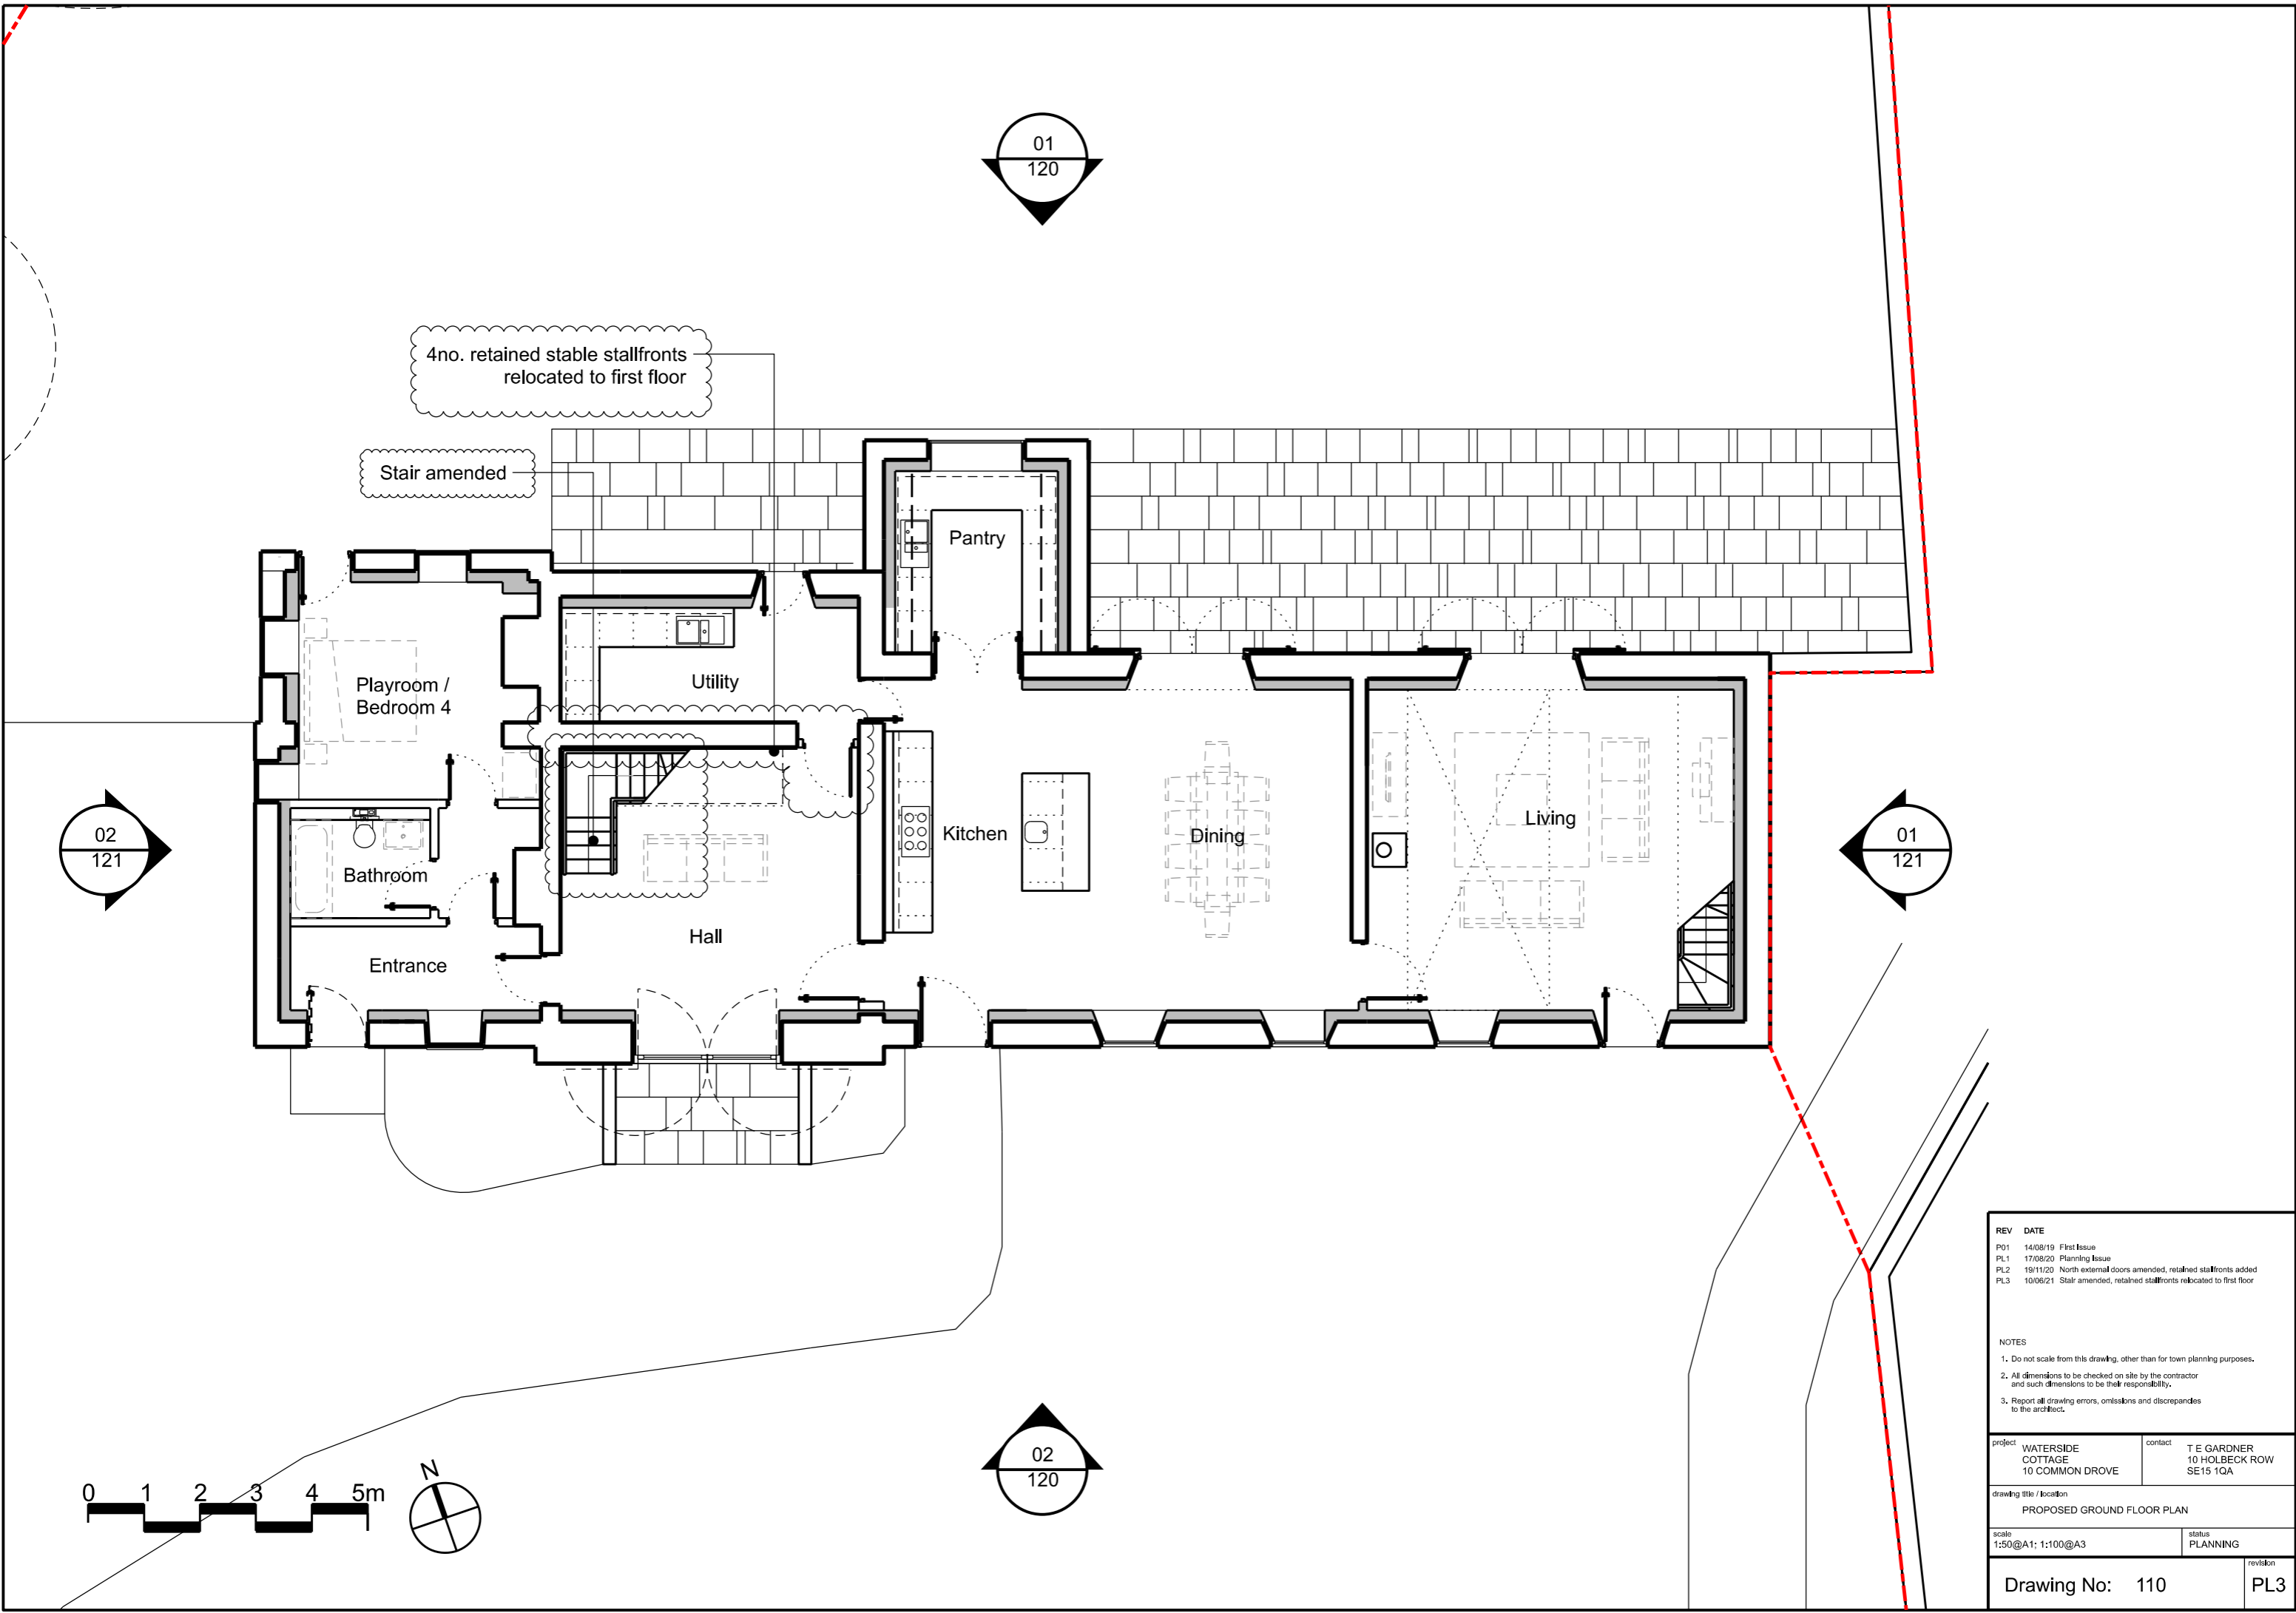 01
120
4no. retained stable stallfronts
relocated to first floor
Stair amended
Pantry
Playroom /
Bedroom 4
Utility
02
121
Bathroom
Kitchen
Dining
Living
01
121
Hall
Entrance
02
120
0 1 2 3 4 5m
N
REV DATE
P01 14/08/19 First Issue
PL1 17/08/20 Planning Issue
PL2 19/11/20 North external doors amended, retained stallfronts added
PL3 10/06/21 Stair amended, retained stallfronts relocated to first floor
NOTES
1. Do not scale from this drawing, other than for town planning purposes.
2. All dimensions to be checked on site by the contractor
and such dimensions to be their responsibility.
3. Report all drawing errors, omissions and discrepancies
to the architect.
project
WATERSIDE
COTTAGE
10 COMMON DROVE
contact
T E GARDNER
10 HOLBECK ROW
SE15 1QA
drawing title / location
PROPOSED GROUND FLOOR PLAN
scale
1:50@A1; 1:100@A3
status
PLANNING
Drawing No: 110
revision
PL3